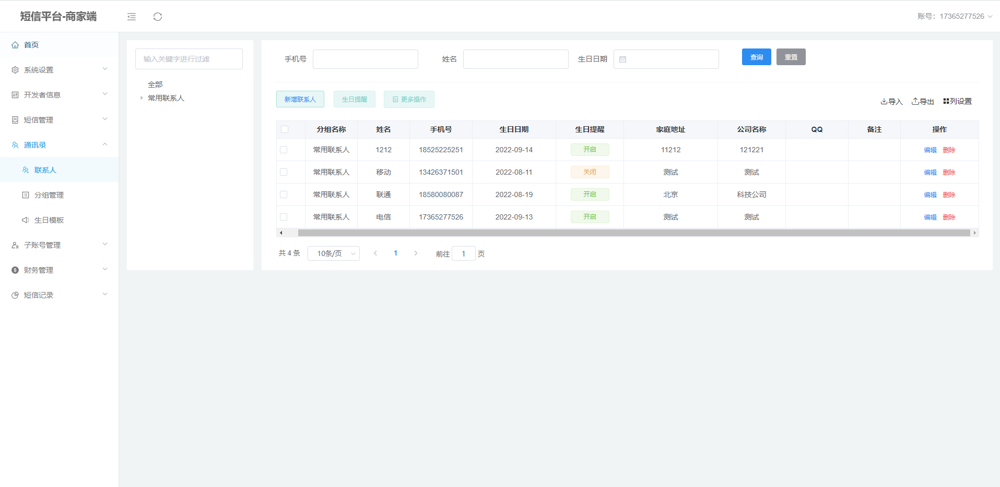 短信平台-商家端
账号：17365277526
首页
系统设置
开发者信息
短信管理
通讯录
联系人
分组管理
生日模板
子账号管理
财务管理
短信记录
输入关键字进行过滤
全部
常用联系人
手机号 姓名 生日日期 查询 重置
新增联系人 生日提醒 更多操作 导入 导出 列设置
分组名称 姓名 手机号 生日日期 生日提醒 家庭地址 公司名称 QQ 备注 操作
常用联系人 1212 18525225251 2022-09-14 开启 11212 121221 编辑 删除
常用联系人 移动 13426371501 2022-08-11 关闭 测试 测试 编辑 删除
常用联系人 联通 18580080087 2022-08-19 开启 北京 科技公司 编辑 删除
常用联系人 电信 17365277526 2022-09-13 开启 测试 测试 编辑 删除
共 4 条 10条/页 1 前往 1 页